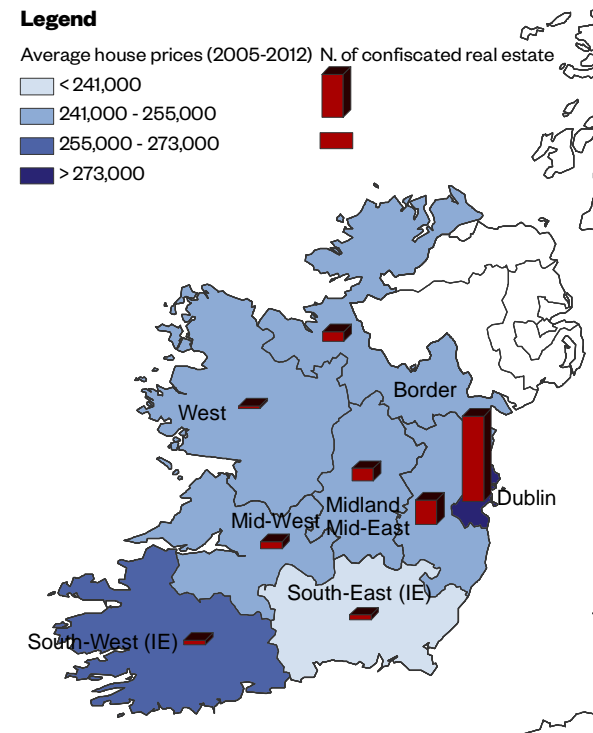 Legend
Average house prices (2005-2012) N. of confiscated real estate
< 241,000
241,000 - 255,000
255,000 - 273,000
> 273,000
Border
West
Dublin
Midland
Mid-West
Mid-East
South-East (IE)
South-West (IE)